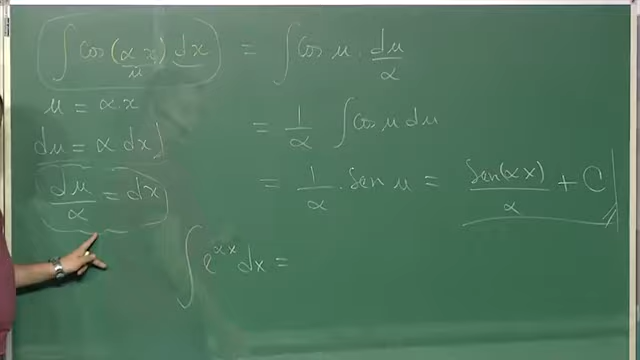 ∫ cos(αx) dx = ∫ cos u · du/α
u
u = α·x
du = α dx
= 1/α ∫ cos u du
du/α = dx
= 1/α · sen u = sen(αx)/α + C
∫ e^αx dx =